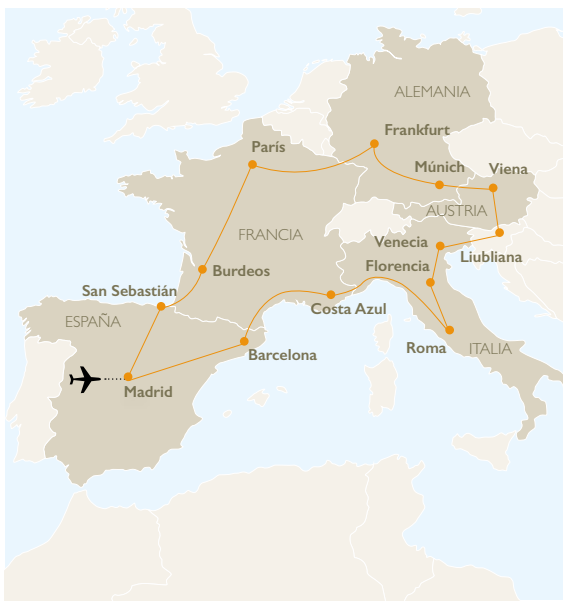 ALEMANIA
Frankfurt
París
Múnich
Viena
AUSTRIA
FRANCIA
Venecia
Liubliana
Florencia
Burdeos
San Sebastián
Costa Azul
ESPAÑA
Roma
ITALIA
Barcelona
Madrid